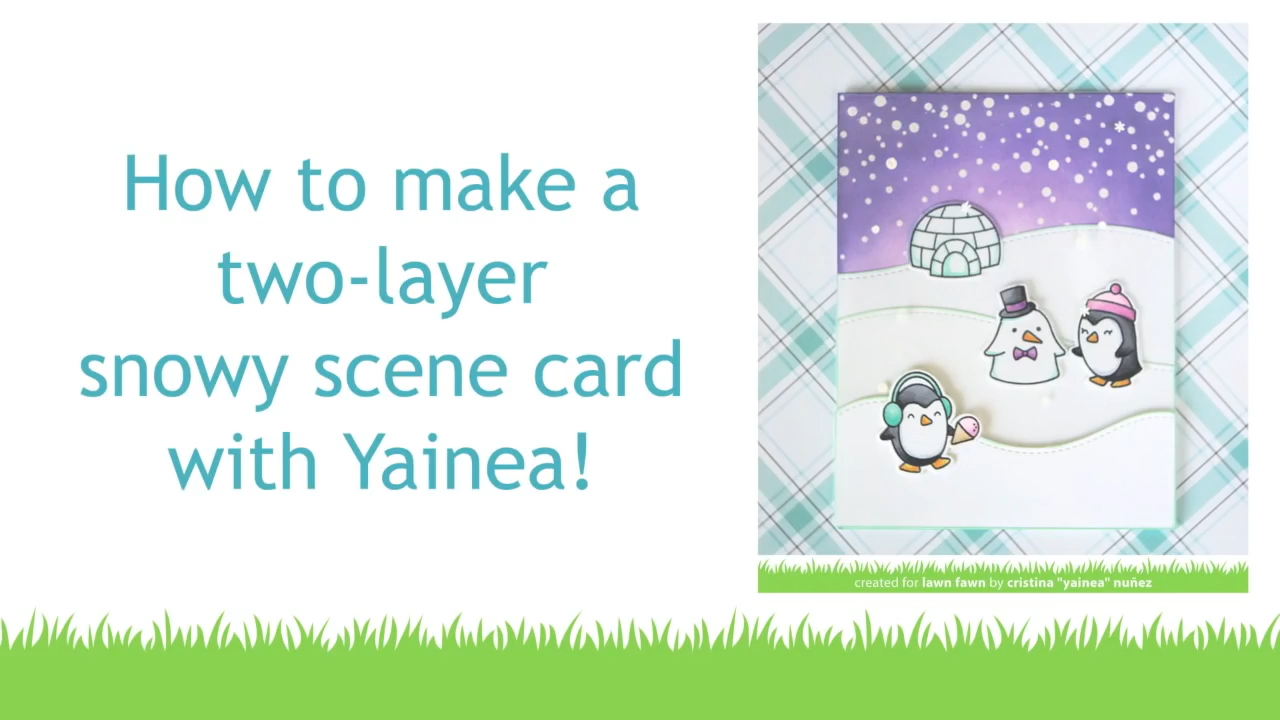 How to make a
two-layer
snowy scene card
with Yainea!
created for lawn fawn by cristina "yainea" nuñez